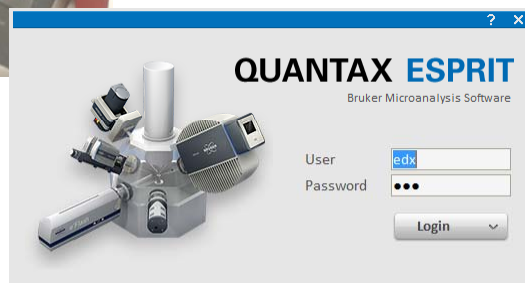 ? X
QUANTAX ESPRIT
Bruker Microanalysis Software
User edx
Password •••
Login